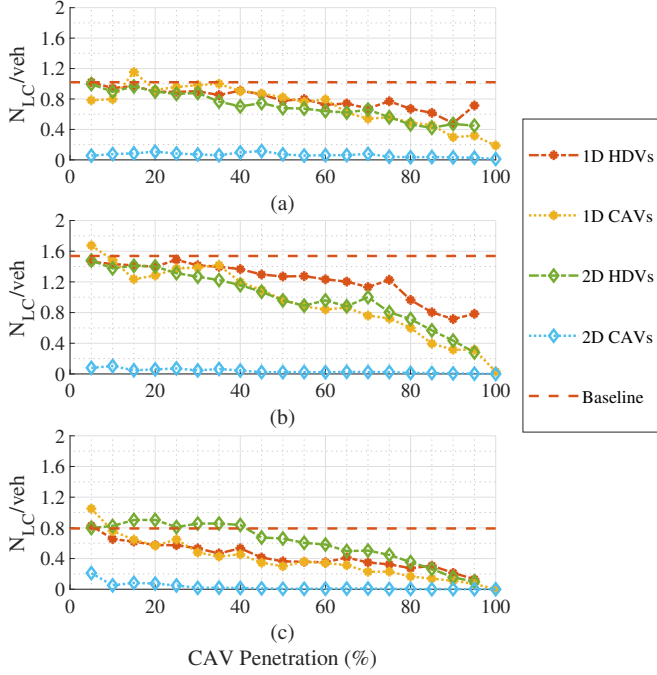 2
1.6
1.2
0.8
0.4
0
N_LC/veh
0 20 40 60 80 100
(a)
2
1.6
1.2
0.8
0.4
0
N_LC/veh
0 20 40 60 80 100
(b)
2
1.6
1.2
0.8
0.4
0
N_LC/veh
0 20 40 60 80 100
(c)
CAV Penetration (%)
1D HDVs
1D CAVs
2D HDVs
2D CAVs
Baseline